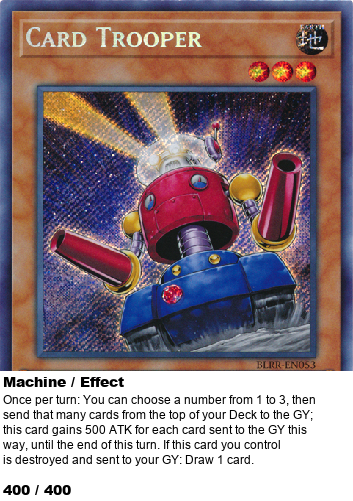 CARD TROOPER
EARTH
地
BLRR-EN053
Machine / Effect
Once per turn: You can choose a number from 1 to 3, then
send that many cards from the top of your Deck to the GY;
this card gains 500 ATK for each card sent to the GY this
way, until the end of this turn. If this card you control
is destroyed and sent to your GY: Draw 1 card.
400 / 400